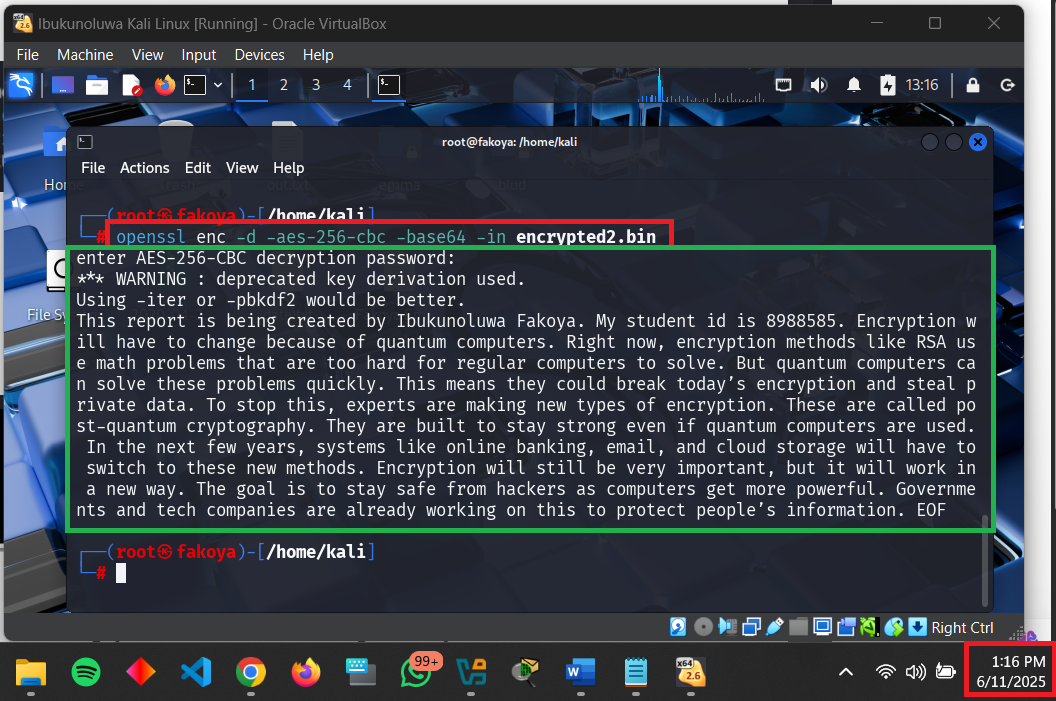 Ibukunoluwa Kali Linux [Running] - Oracle VirtualBox
File Machine View Input Devices Help
1 2 3 4 13:16
root@fakoya: /home/kali
File Actions Edit View Help
Home
File Sy
┌──(root㉿fakoya)-[/home/kali]
└─# openssl enc -d -aes-256-cbc -base64 -in encrypted2.bin
enter AES-256-CBC decryption password:
*** WARNING : deprecated key derivation used.
Using -iter or -pbkdf2 would be better.
This report is being created by Ibukunoluwa Fakoya. My student id is 8988585. Encryption w
ill have to change because of quantum computers. Right now, encryption methods like RSA us
e math problems that are too hard for regular computers to solve. But quantum computers ca
n solve these problems quickly. This means they could break today’s encryption and steal p
rivate data. To stop this, experts are making new types of encryption. These are called po
st-quantum cryptography. They are built to stay strong even if quantum computers are used.
In the next few years, systems like online banking, email, and cloud storage will have to
switch to these new methods. Encryption will still be very important, but it will work in
a new way. The goal is to stay safe from hackers as computers get more powerful. Governme
nts and tech companies are already working on this to protect people’s information. EOF
┌──(root㉿fakoya)-[/home/kali]
└─#
Right Ctrl
99+
W
x64
2.6
1:16 PM
6/11/2025